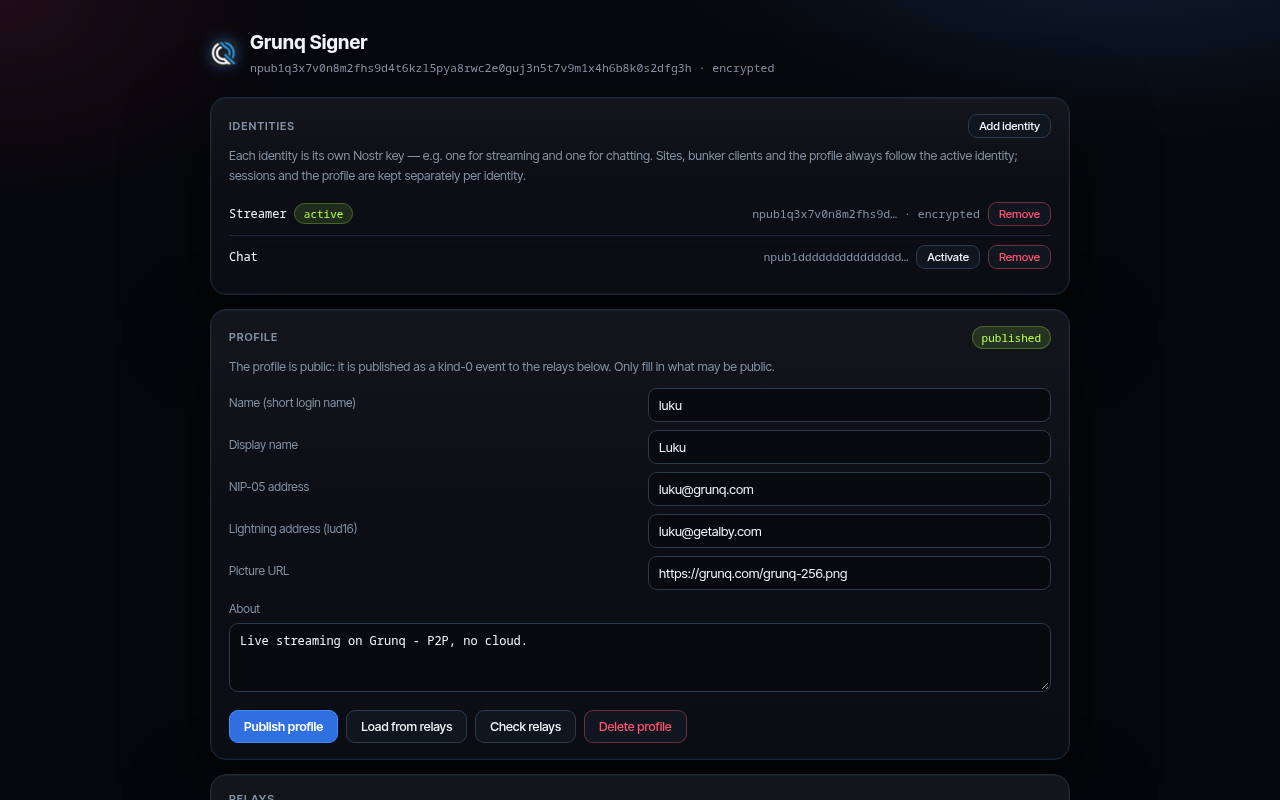 Grunq Signer
npub1q3x7v0n8m2fhs9d4t6kzl5pya8rwc2e0guj3n5t7v9m1x4h6b8k0s2dfg3h · encrypted
IDENTITIES
Add identity
Each identity is its own Nostr key — e.g. one for streaming and one for chatting. Sites, bunker clients and the profile always follow the active identity;
sessions and the profile are kept separately per identity.
Streamer active npub1q3x7v0n8m2fhs9d… · encrypted Remove
Chat npub1ddddddddddddddd… Activate Remove
PROFILE published
The profile is public: it is published as a kind-0 event to the relays below. Only fill in what may be public.
Name (short login name) luku
Display name Luku
NIP-05 address luku@grunq.com
Lightning address (lud16) luku@getalby.com
Picture URL https://grunq.com/grunq-256.png
About
Live streaming on Grunq - P2P, no cloud.
Publish profile Load from relays Check relays Delete profile
RELAYS